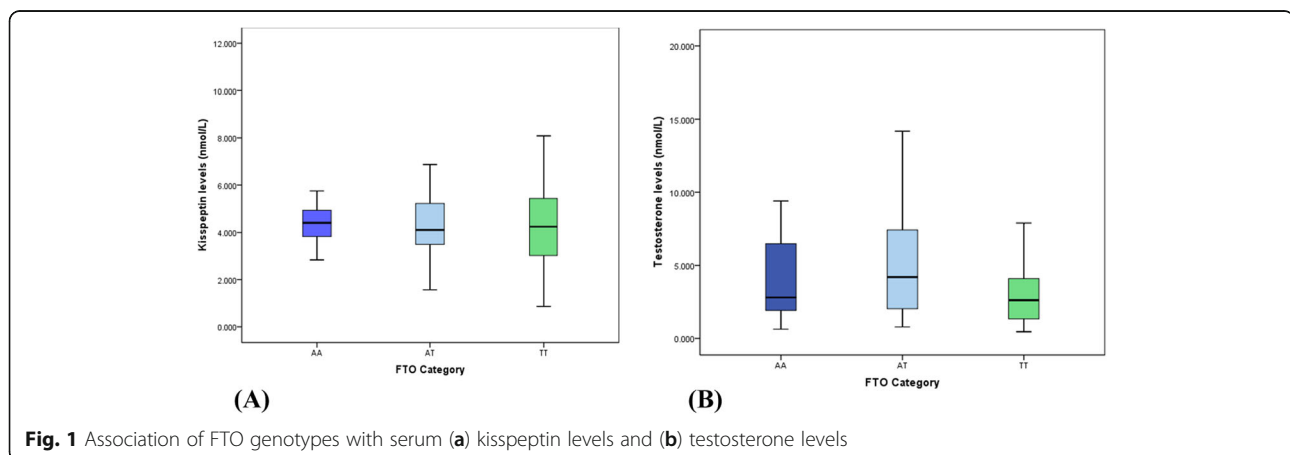 12.000
10.000
8.000
6.000
4.000
2.000
0.000
Kisspeptin levels (nmol/L)
AA AT TT
FTO Category
(A)
20.000
15.000
10.000
5.000
0.000
Testosterone levels (nmol/L)
AA AT TT
FTO Category
(B)
Fig. 1 Association of FTO genotypes with serum (a) kisspeptin levels and (b) testosterone levels